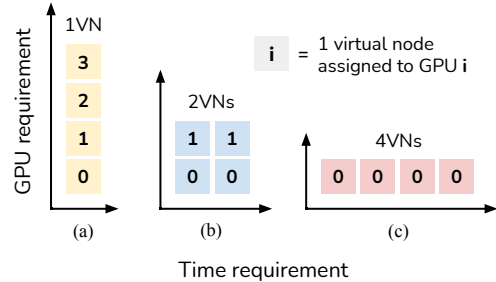 GPU requirement
1VN
3
2
1
0
(a)
2VNs
1 1
0 0
(b)
i = 1 virtual node
assigned to GPU i
4VNs
0 0 0 0
(c)
Time requirement